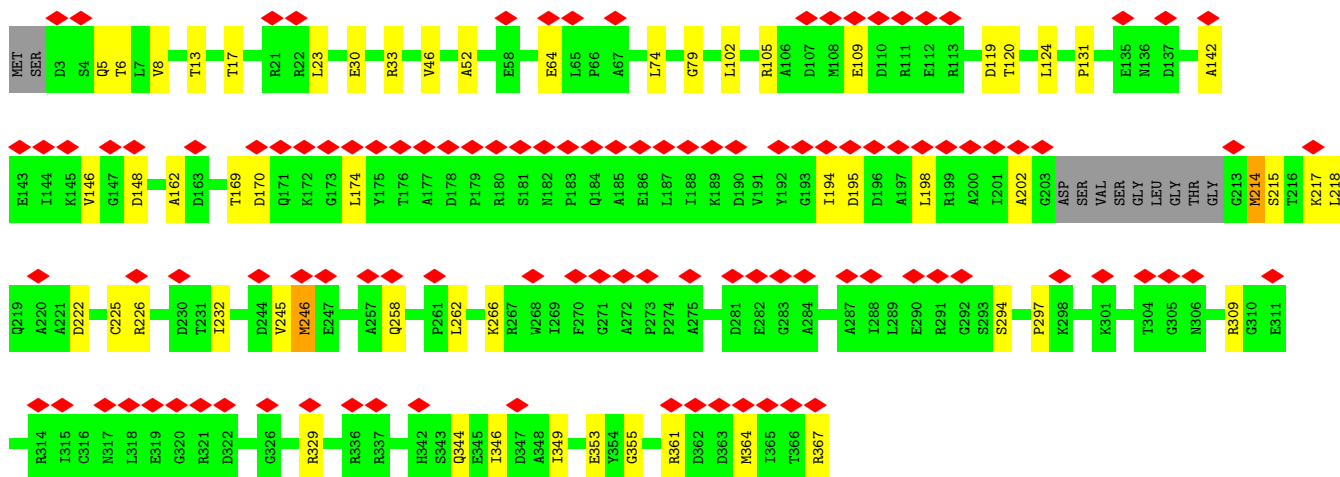 MET SER D3 S4 Q5 T6 L7 V8 T13 T17 R21 R22 L23 E30 R33 V46 A52 E58 E64 L65 P66 A67 L74 G79 L102 R105 A106 D107 M108 E109 D110 R111 E112 R113 D119 T120 L124 P131 E135 N136 D137 A142
E143 I144 K145 V146 G147 D148 A162 D163 T169 D170 Q171 K172 G173 L174 Y175 T176 A177 D178 P179 R180 S181 N182 P183 Q184 A185 E186 L187 I188 K189 D190 V191 Y192 G193 I194 D195 D196 A197 L198 R199 A200 I201 A202 G203 ASP SER VAL SER GLY LEU GLY THR GLY G213 M214 S215 T216 K217 L218
Q219 A220 A221 D222 C225 R226 D230 T231 I232 D244 V245 M246 E247 A257 Q258 P261 L262 K266 R267 W268 I269 F270 G271 A272 P273 P274 A275 D281 E282 G283 A284 A287 I288 L289 E290 R291 G292 S293 S294 P297 K298 K301 T304 G305 N306 R309 G310 E311
R314 I315 C316 N317 L318 E319 G320 R321 D322 G326 R329 R336 R337 H342 S343 Q344 E345 I346 D347 A348 I349 E353 Y354 G355 R361 D362 D363 M364 I365 T366 R367